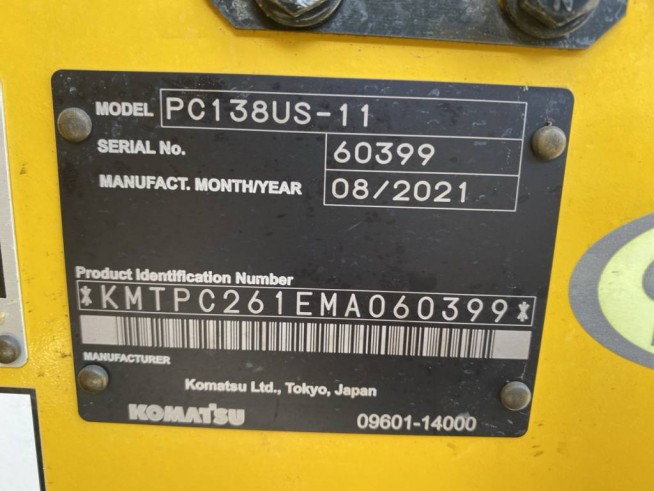 MODEL PC138US-11
SERIAL No. 60399
MANUFACT. MONTH/YEAR 08/2021
Product Identification Number
*KMTPC261EMA060399*
MANUFACTURER
Komatsu Ltd., Tokyo, Japan
KOMATSU 09601-14000